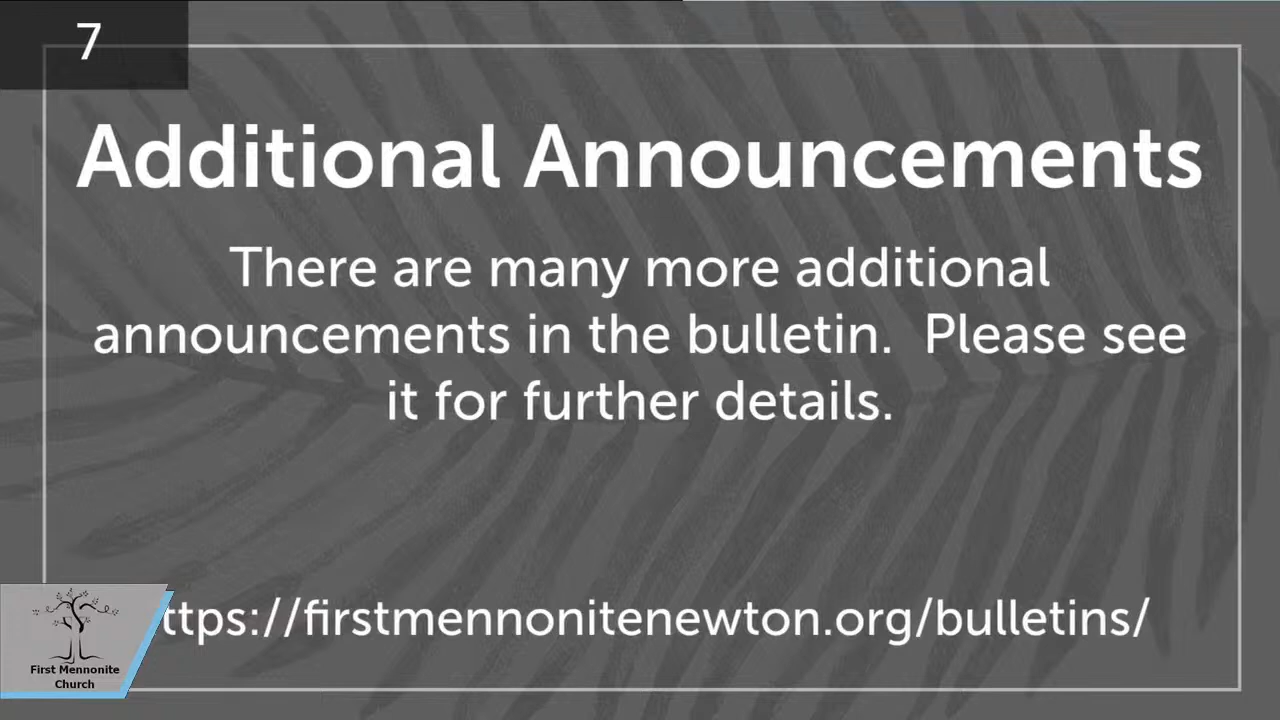 7
Additional Announcements
There are many more additional
announcements in the bulletin.  Please see
it for further details.
ttps://firstmennonitenewton.org/bulletins/
First Mennonite
Church